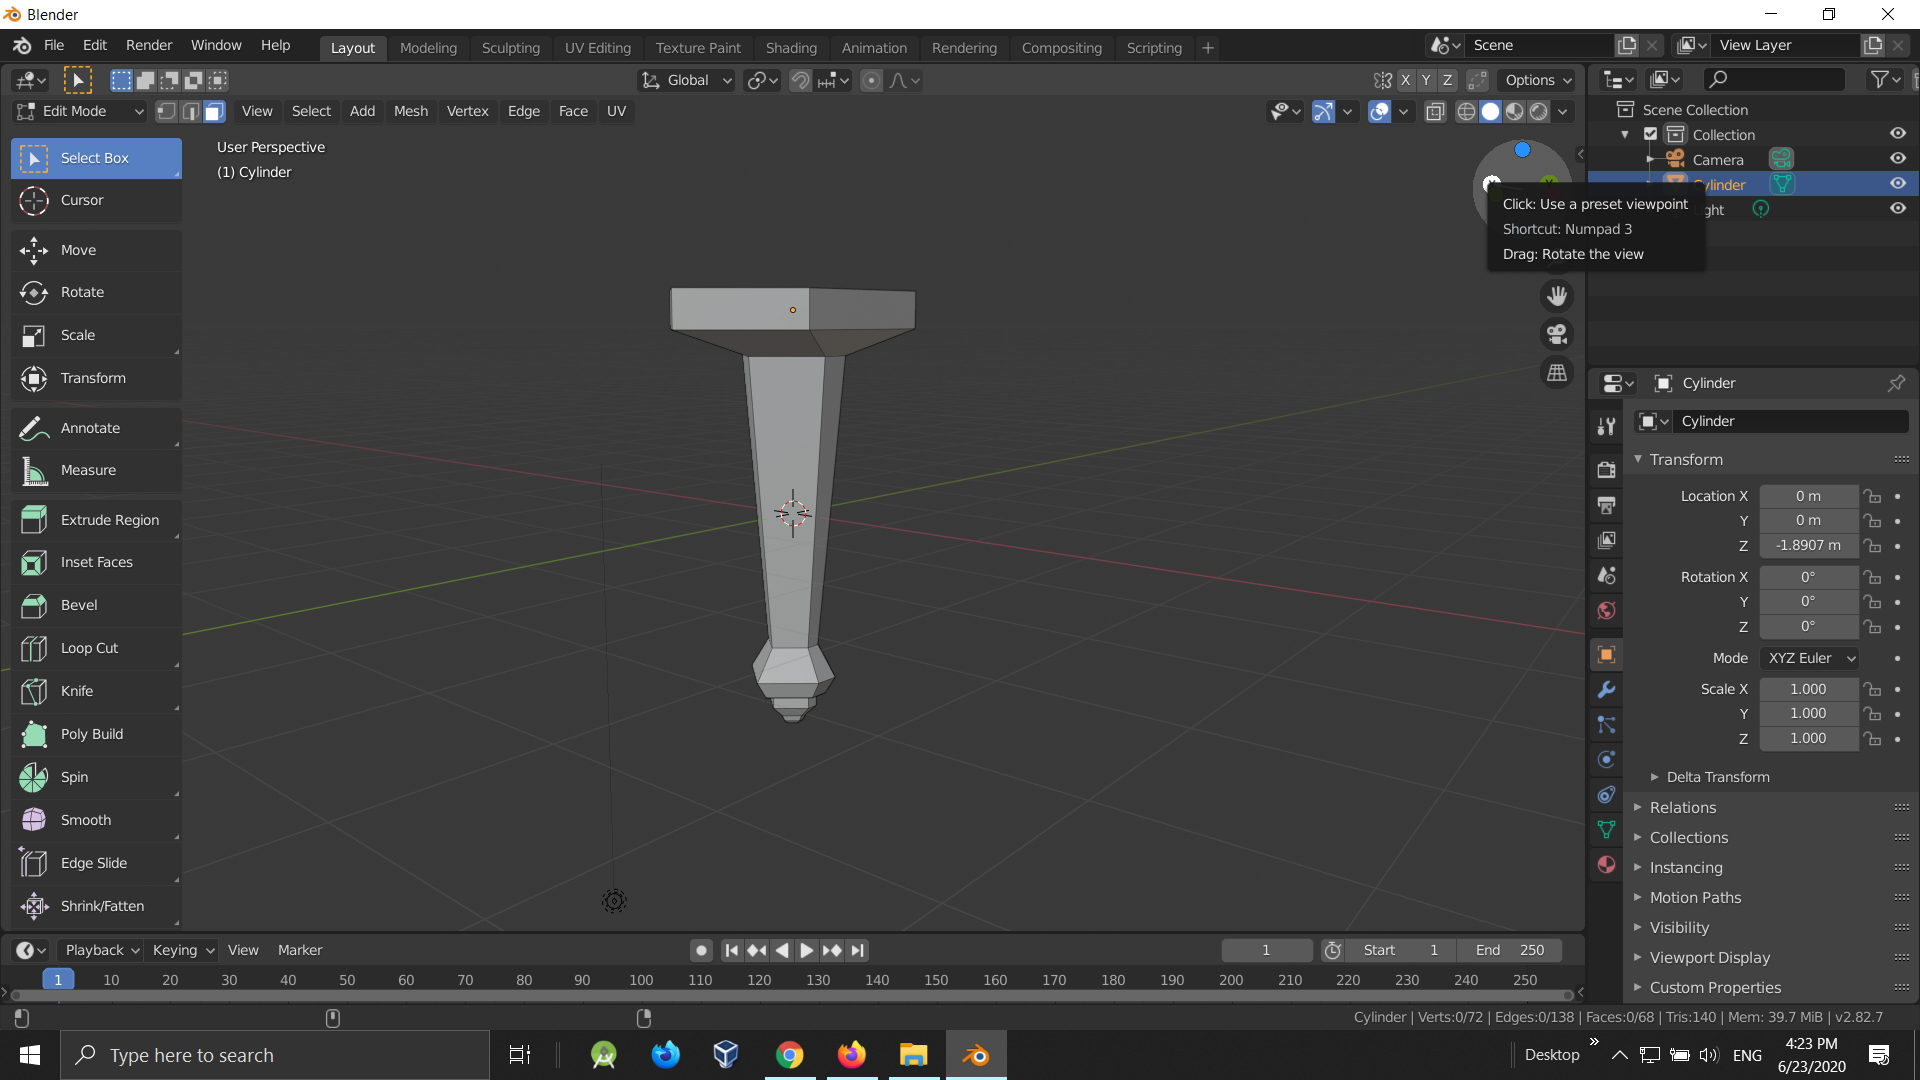 Blender
File Edit Render Window Help Layout Modeling Sculpting UV Editing Texture Paint Shading Animation Rendering Compositing Scripting + Scene View Layer
Global X Y Z Options
Edit Mode View Select Add Mesh Vertex Edge Face UV
User Perspective
(1) Cylinder
Select Box
Cursor
Move
Rotate
Scale
Transform
Annotate
Measure
Extrude Region
Inset Faces
Bevel
Loop Cut
Knife
Poly Build
Spin
Smooth
Edge Slide
Shrink/Fatten
Click: Use a preset viewpoint
Shortcut: Numpad 3
Drag: Rotate the view
Scene Collection
Collection
Camera
Cylinder
ght
Cylinder
Cylinder
Transform
Location X 0 m
Y 0 m
Z -1.8907 m
Rotation X 0°
Y 0°
Z 0°
Mode XYZ Euler
Scale X 1.000
Y 1.000
Z 1.000
Delta Transform
Relations
Collections
Instancing
Motion Paths
Visibility
Viewport Display
Custom Properties
Playback Keying View Marker 1 Start 1 End 250
1 10 20 30 40 50 60 70 80 90 100 110 120 130 140 150 160 170 180 190 200 210 220 230 240 250
Cylinder | Verts:0/72 | Edges:0/138 | Faces:0/68 | Tris:140 | Mem: 39.7 MiB | v2.82.7
Type here to search
Desktop » ENG
4:23 PM
6/23/2020